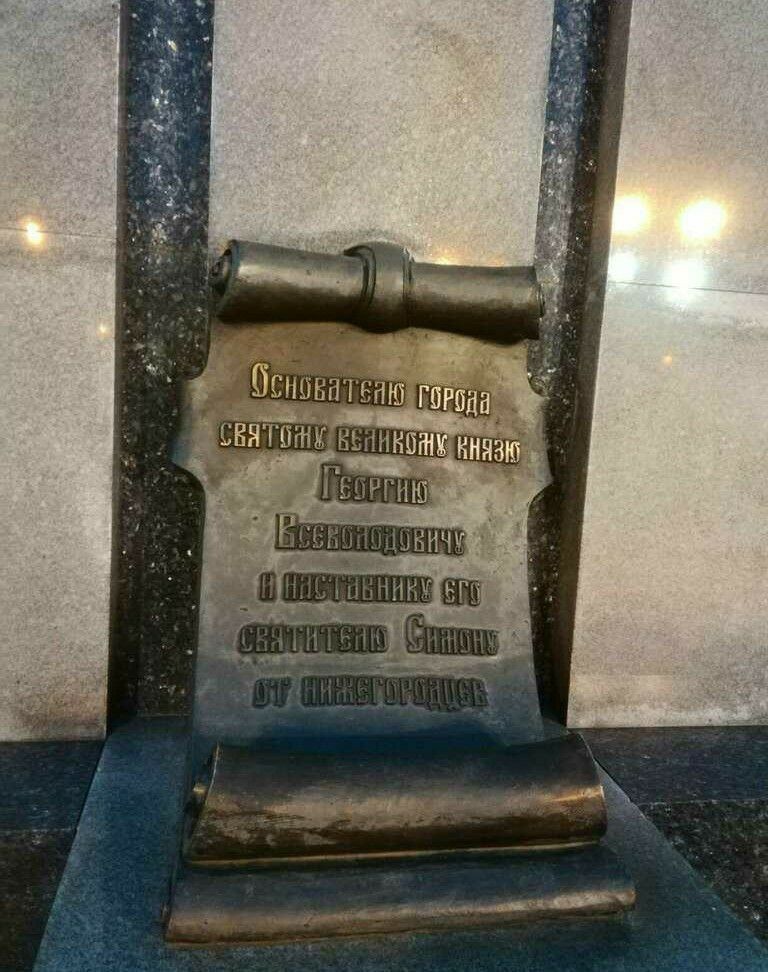 Основателю города
святому великому князю
Георгию
Всеволодовичу
и наставнику его
святителю Симону
от нижегородцев